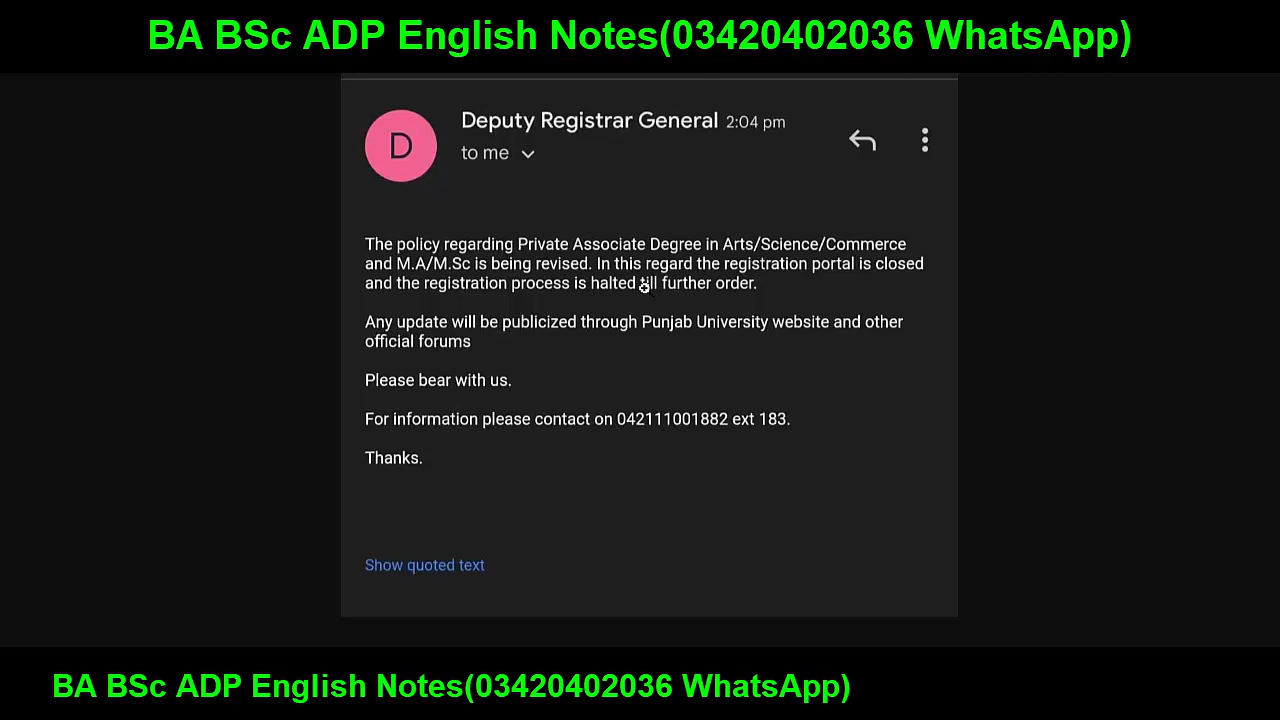 BA BSc ADP English Notes(03420402036 WhatsApp)
D
Deputy Registrar General 2:04 pm
to me
The policy regarding Private Associate Degree in Arts/Science/Commerce
and M.A/M.Sc is being revised. In this regard the registration portal is closed
and the registration process is halted till further order.
Any update will be publicized through Punjab University website and other
official forums
Please bear with us.
For information please contact on 042111001882 ext 183.
Thanks.
Show quoted text
BA BSc ADP English Notes(03420402036 WhatsApp)